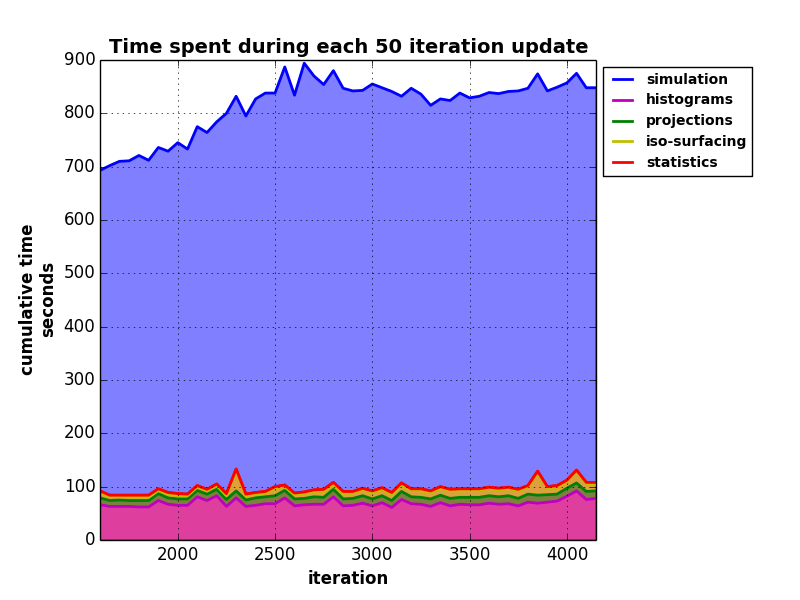 Time spent during each 50 iteration update
900
800
700
600
500
400
300
200
100
0
cumulative time
seconds
2000 2500 3000 3500 4000
iteration
simulation
histograms
projections
iso-surfacing
statistics